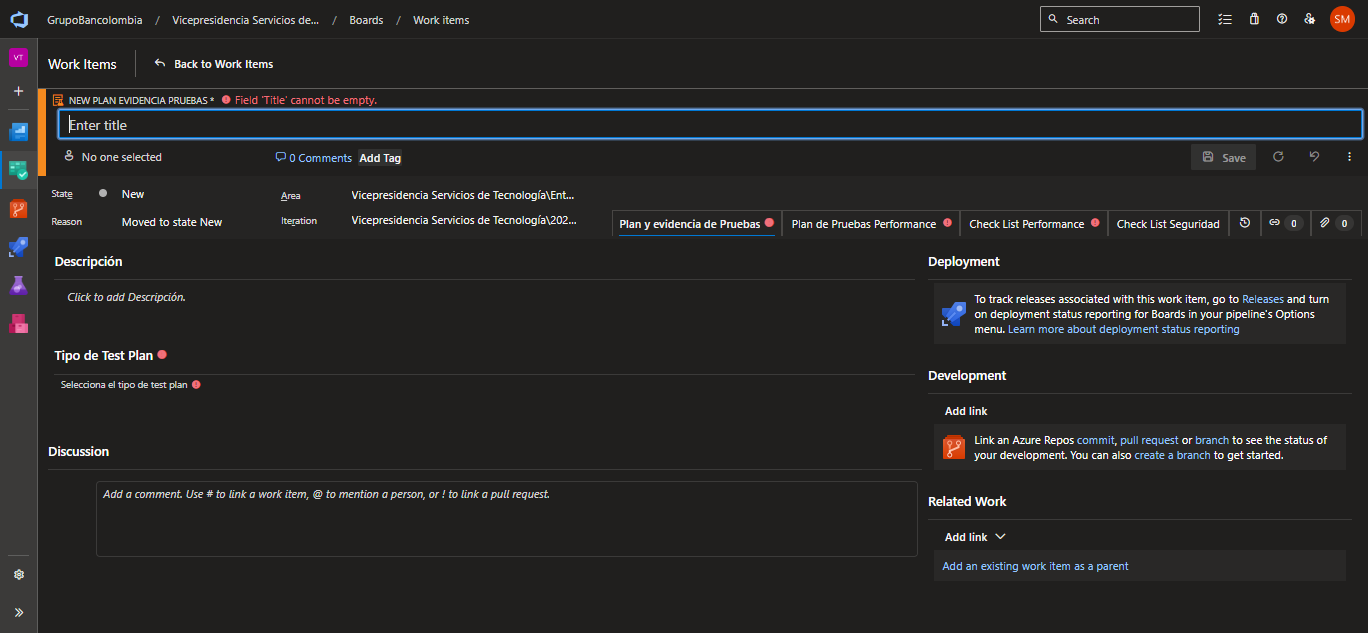 GrupoBancolombia / Vicepresidencia Servicios de... / Boards / Work items
Search
SM
VT
Work Items
Back to Work Items
NEW PLAN EVIDENCIA PRUEBAS * Field 'Title' cannot be empty.
Enter title
No one selected
0 Comments
Add Tag
Save
State
New
Area
Vicepresidencia Servicios de Tecnología\Ent...
Reason
Moved to state New
Iteration
Vicepresidencia Servicios de Tecnología\202...
Plan y evidencia de Pruebas
Plan de Pruebas Performance
Check List Performance
Check List Seguridad
0
0
Descripción
Click to add Descripción.
Tipo de Test Plan
Selecciona el tipo de test plan
Discussion
Add a comment. Use # to link a work item, @ to mention a person, or ! to link a pull request.
Deployment
To track releases associated with this work item, go to Releases and turn
on deployment status reporting for Boards in your pipeline's Options
menu. Learn more about deployment status reporting
Development
Add link
Link an Azure Repos commit, pull request or branch to see the status of
your development. You can also create a branch to get started.
Related Work
Add link
Add an existing work item as a parent